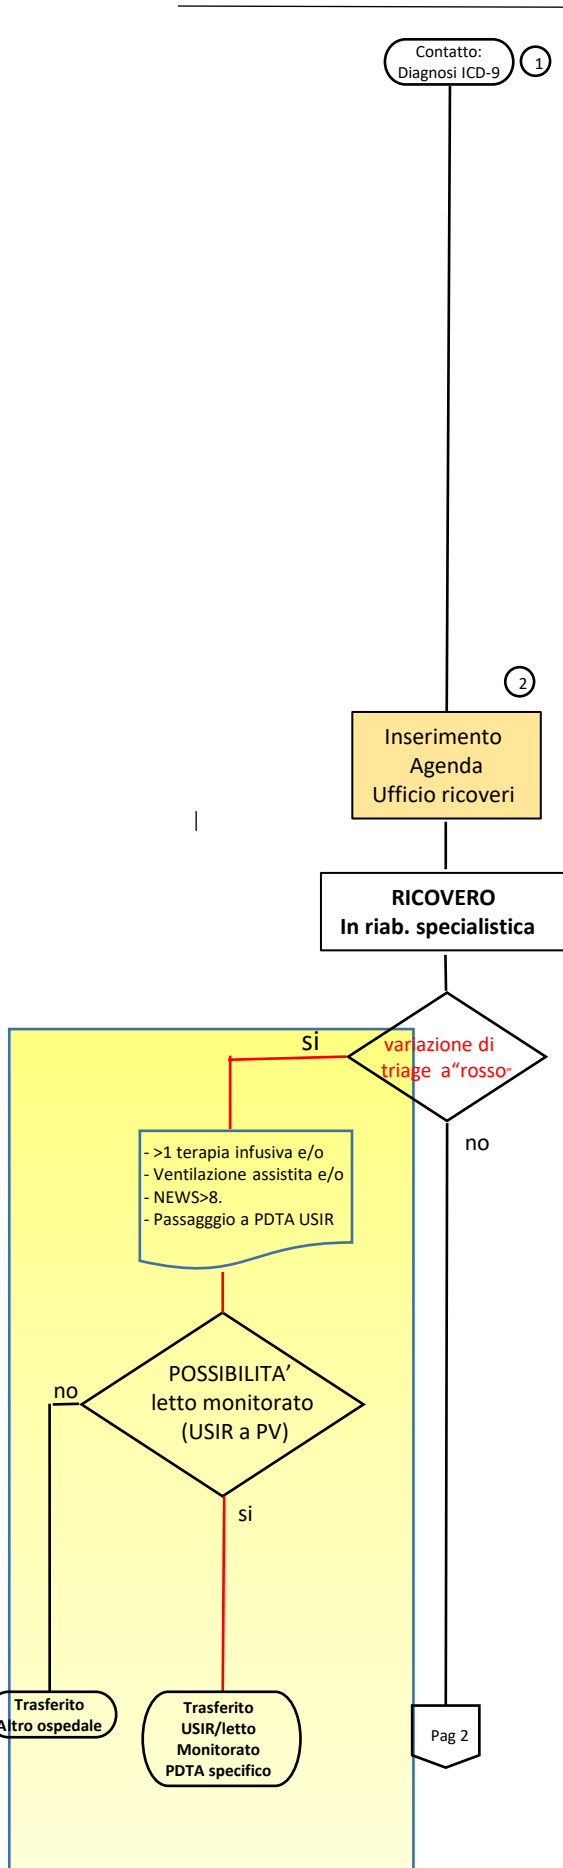 Contatto:
Diagnosi ICD-9
1
2
Inserimento
Agenda
Ufficio ricoveri
RICOVERO
In riab. specialistica
si
variazione di
triage a“rosso”
no
- >1 terapia infusiva e/o
- Ventilazione assistita e/o
- NEWS>8.
- Passagggio a PDTA USIR
POSSIBILITA’
letto monitorato
(USIR a PV)
no
si
Trasferito
Altro ospedale
Trasferito
USIR/letto
Monitorato
PDTA specifico
Pag 2